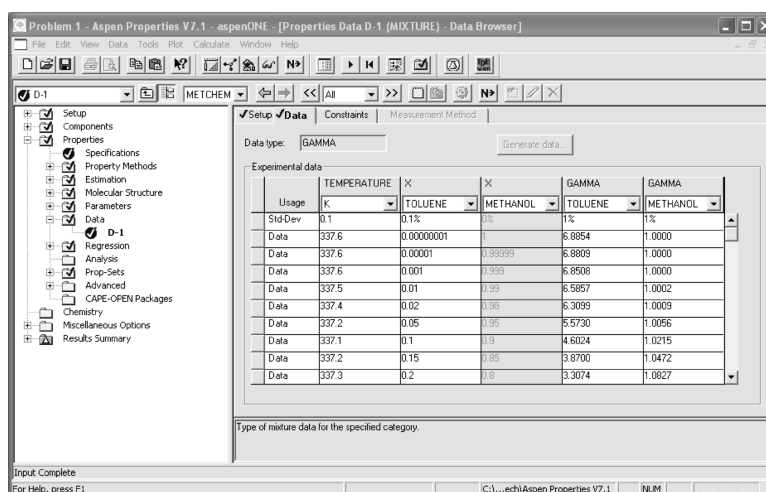 Problem 1 - Aspen Properties V7.1 - aspenONE - [Properties Data D-1 (MIXTURE) - Data Browser]
File Edit View Data Tools Plot Calculate Window Help
D-1 METCHEM All
Setup
Components
Properties
Specifications
Property Methods
Estimation
Molecular Structure
Parameters
Data
D-1
Regression
Analysis
Prop-Sets
Advanced
CAPE-OPEN Packages
Chemistry
Miscellaneous Options
Results Summary
Setup Data Constraints Measurement Method
Data type: GAMMA Generate data...
Experimental data
TEMPERATURE X X GAMMA GAMMA
Usage K TOLUENE METHANOL TOLUENE METHANOL
Std-Dev 0.1 0.1% 0% 1% 1%
Data 337.6 0.00000001 1 6.8854 1.0000
Data 337.6 0.00001 0.99999 6.8809 1.0000
Data 337.6 0.001 0.999 6.8508 1.0000
Data 337.5 0.01 0.99 6.5857 1.0002
Data 337.4 0.02 0.98 6.3099 1.0009
Data 337.2 0.05 0.95 5.5730 1.0056
Data 337.1 0.1 0.9 4.6024 1.0215
Data 337.2 0.15 0.85 3.8700 1.0472
Data 337.3 0.2 0.8 3.3074 1.0827
Type of mixture data for the specified category.
Input Complete
For Help, press F1 C:\...ech\Aspen Properties V7.1 NUM